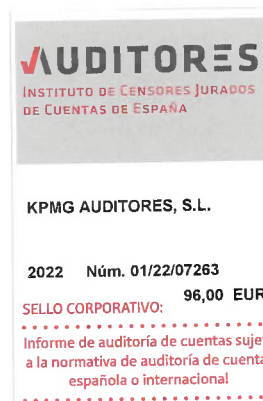 AUDITORES
INSTITUTO DE CENSORES JURADOS
DE CUENTAS DE ESPAÑA
KPMG AUDITORES, S.L.
2022 Núm. 01/22/07263
96,00 EUR
SELLO CORPORATIVO:
Informe de auditoría de cuentas suje
a la normativa de auditoría de cuenta
española o internacional